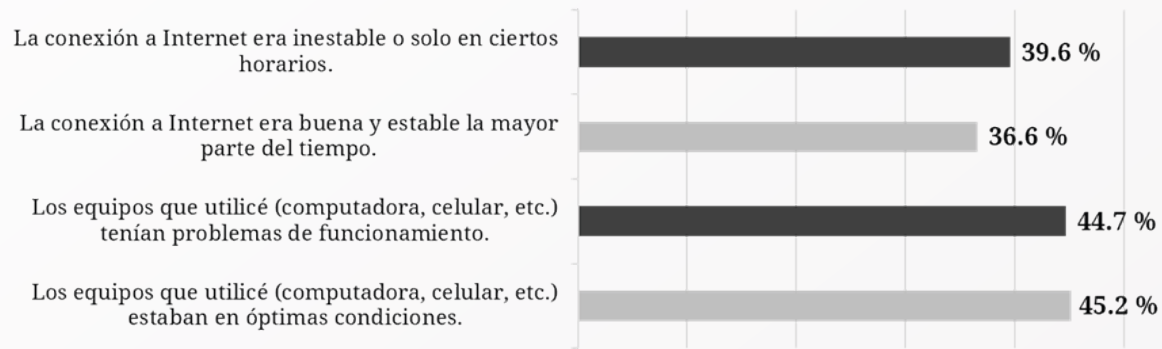 La conexión a Internet era inestable o solo en ciertos
horarios.
39.6 %
La conexión a Internet era buena y estable la mayor
parte del tiempo.
36.6 %
Los equipos que utilicé (computadora, celular, etc.)
tenían problemas de funcionamiento.
44.7 %
Los equipos que utilicé (computadora, celular, etc.)
estaban en óptimas condiciones.
45.2 %